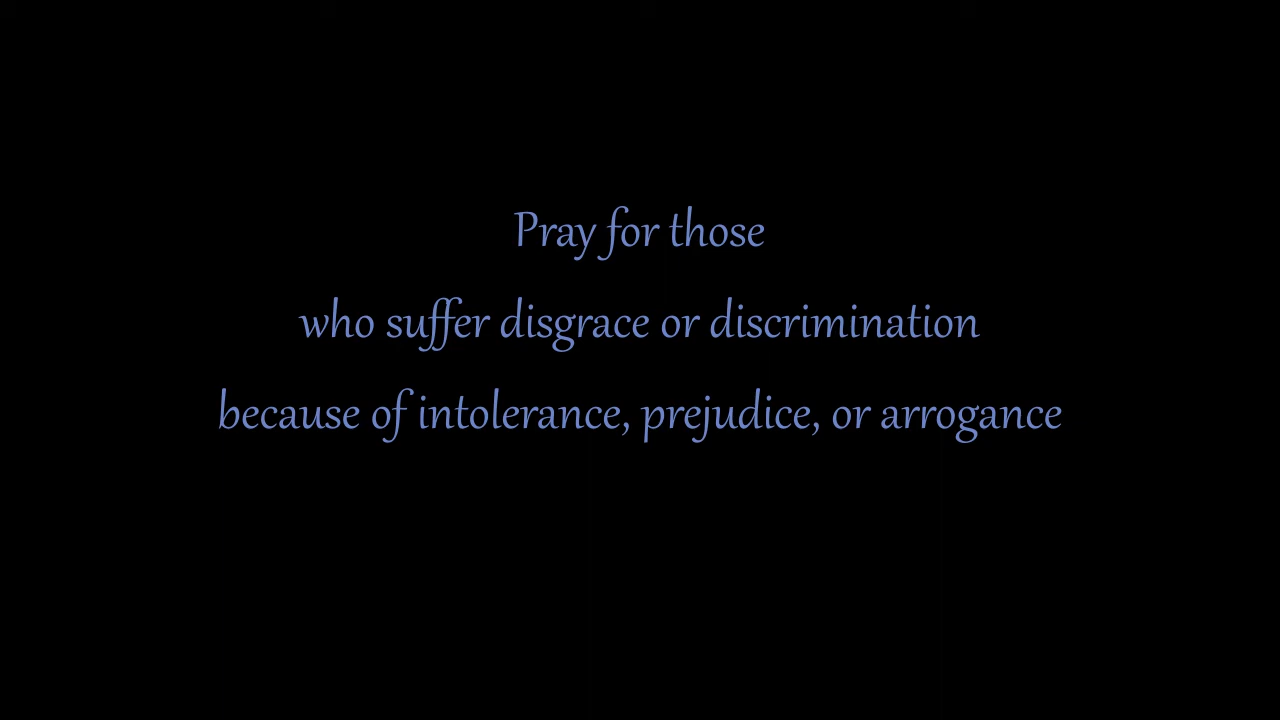 Pray for those
who suffer disgrace or discrimination
because of intolerance, prejudice, or arrogance